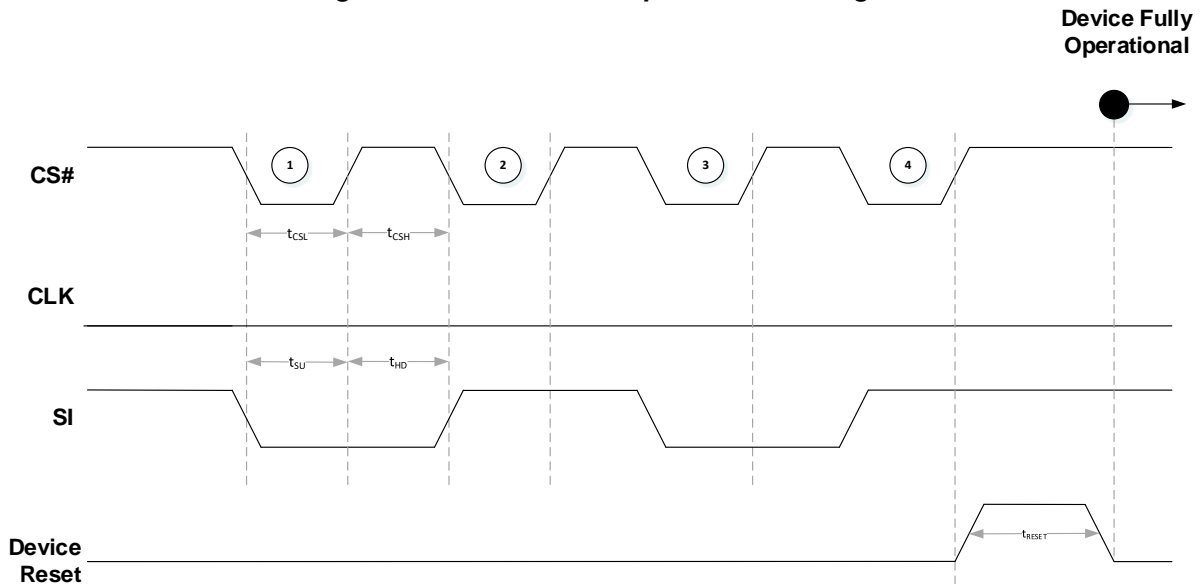 Device Fully
Operational
CS#
1
2
3
4
tCSL
tCSH
CLK
tSU
tHD
SI
Device
Reset
tRESET